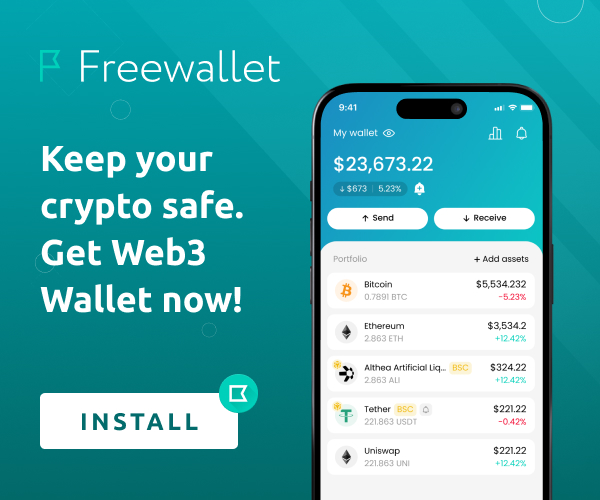 Freewallet
Keep your
crypto safe.
Get Web3
Wallet now!
INSTALL
9:41
My wallet
$23,673.22
↓ $673 | 5.23%
↑ Send
↓ Receive
Portfolio
+ Add assets
Bitcoin $5,534.232
0.7891 BTC -5.23%
Ethereum $3,534.2
2.863 ETH +12.42%
Althea Artificial Liq... BSC $324.22
2.863 ALI +12.42%
Tether BSC $221.22
221.863 USDT -0.42%
Uniswap $221.22
221.863 UNI +12.42%